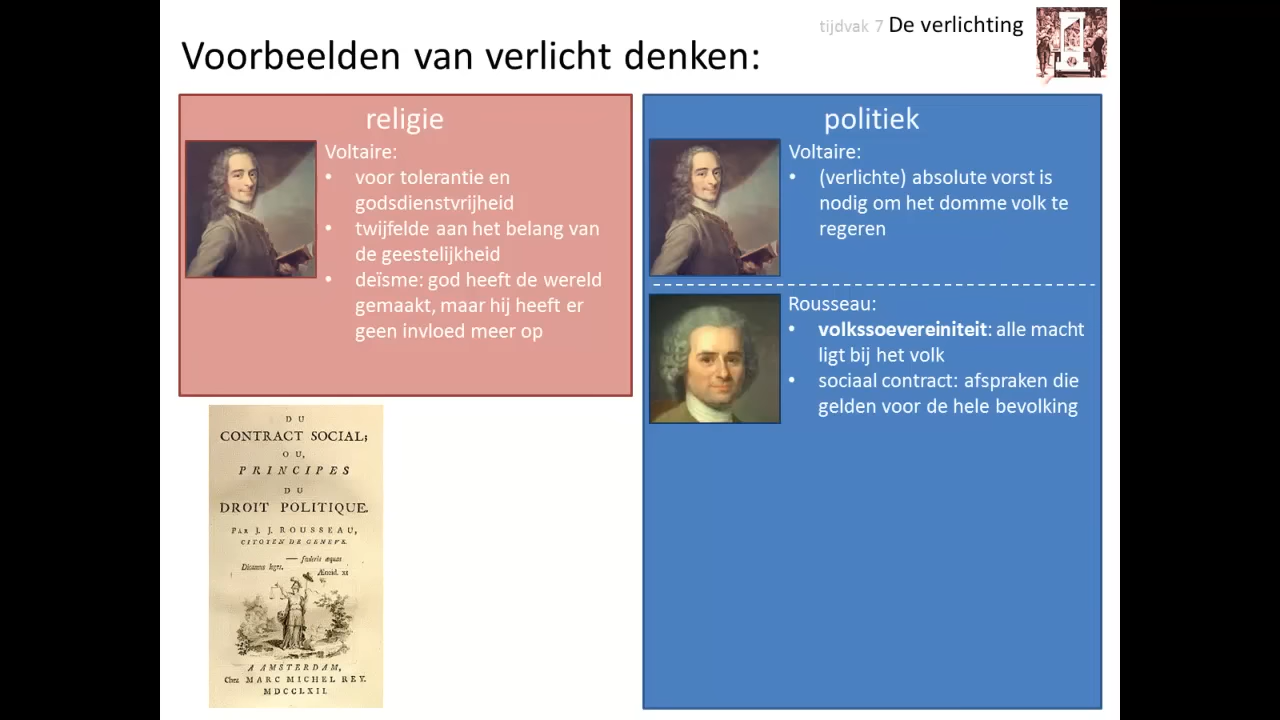 tijdvak 7 De verlichting
Voorbeelden van verlicht denken:
religie
Voltaire:
• voor tolerantie en
godsdienstvrijheid
• twijfelde aan het belang van
de geestelijkheid
• deïsme: god heeft de wereld
gemaakt, maar hij heeft er
geen invloed meer op
politiek
Voltaire:
• (verlichte) absolute vorst is
nodig om het domme volk te
regeren
Rousseau:
• volkssoevereiniteit: alle macht
ligt bij het volk
• sociaal contract: afspraken die
gelden voor de hele bevolking
DU
CONTRACT SOCIAL;
OU,
PRINCIPES
DU
DROIT POLITIQUE.
PAR J. J. ROUSSEAU,
CITOYEN DE GENEVE.
— fœderis æquas
Dicamus leges. Æneid. XI
A AMSTERDAM,
Chez MARC MICHEL REY.
MDCCLXII.